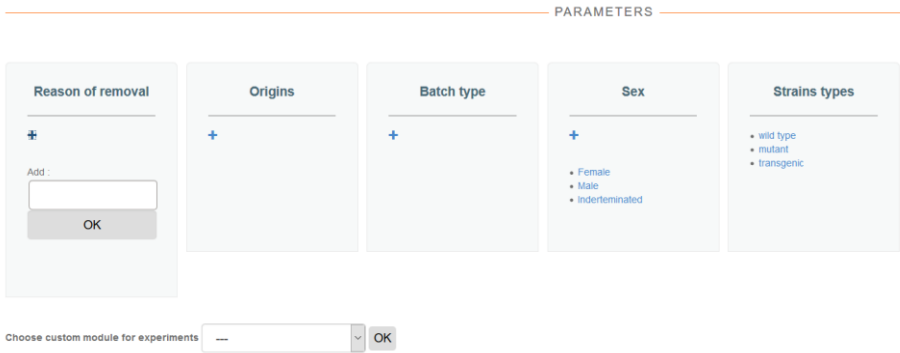 PARAMETERS
Reason of removal
+
Add :
OK
Origins
+
Batch type
+
Sex
+
• Female
• Male
• Inderteminated
Strains types
• wild type
• mutant
• transgenic
Choose custom module for experiments --- OK